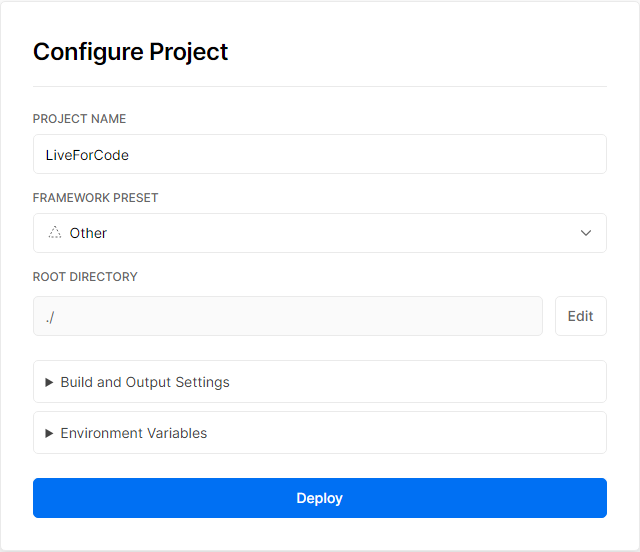 Configure Project
PROJECT NAME
LiveForCode
FRAMEWORK PRESET
Other
ROOT DIRECTORY
./
Edit
Build and Output Settings
Environment Variables
Deploy